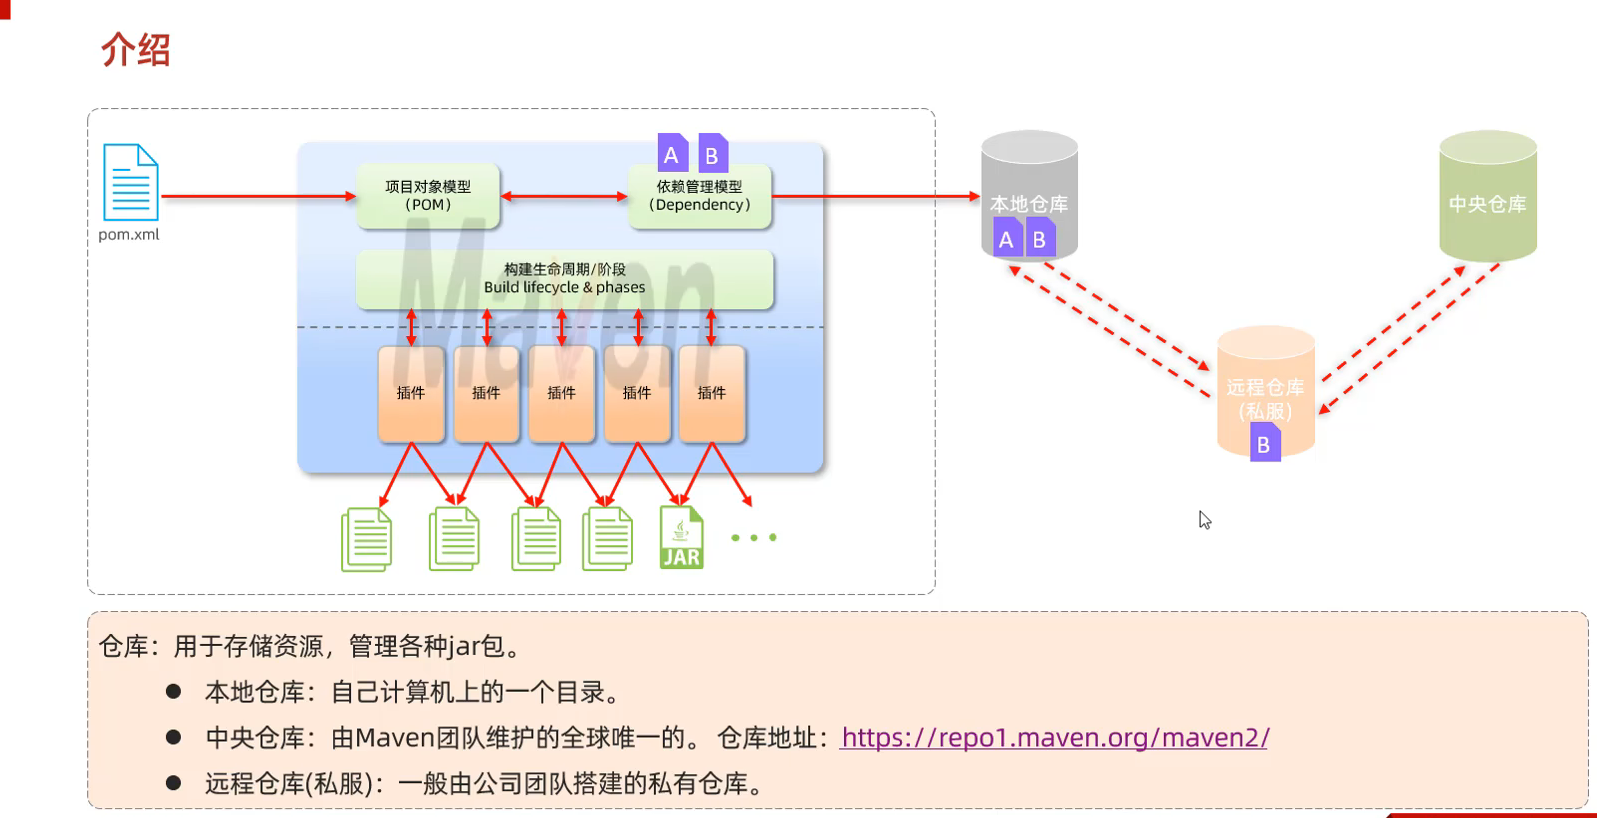 介绍
A B
项目对象模型
（POM）
依赖管理模型
（Dependency）
pom.xml
本地仓库
A B
中央仓库
构建生命周期/阶段
Build lifecycle & phases
Maven
插件 插件 插件 插件 插件
远程仓库
(私服)
B
JAR
仓库：用于存储资源，管理各种jar包。
● 本地仓库：自己计算机上的一个目录。
● 中央仓库：由Maven团队维护的全球唯一的。 仓库地址：https://repo1.maven.org/maven2/
● 远程仓库(私服)：一般由公司团队搭建的私有仓库。